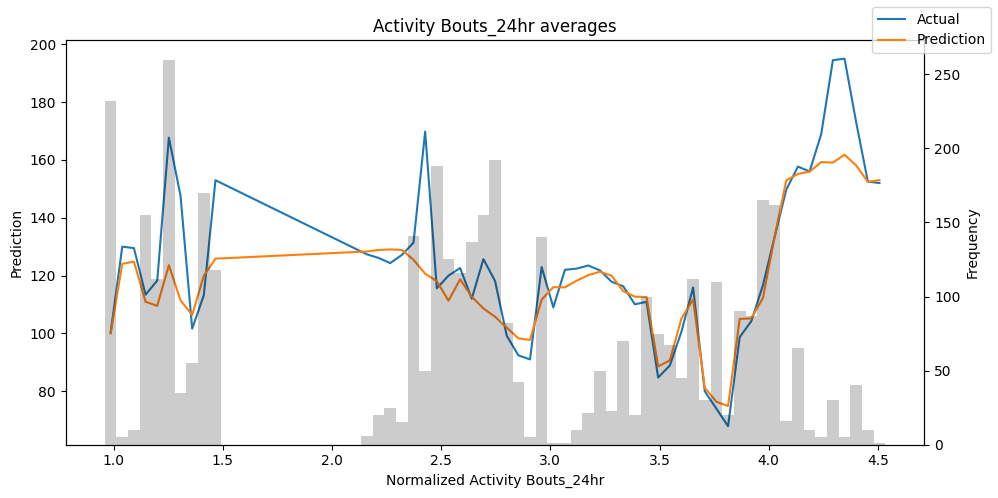 Activity Bouts_24hr averages
Actual
Prediction
200
180
160
140
120
100
80
Prediction
250
200
150
100
50
0
Frequency
1.0 1.5 2.0 2.5 3.0 3.5 4.0 4.5
Normalized Activity Bouts_24hr